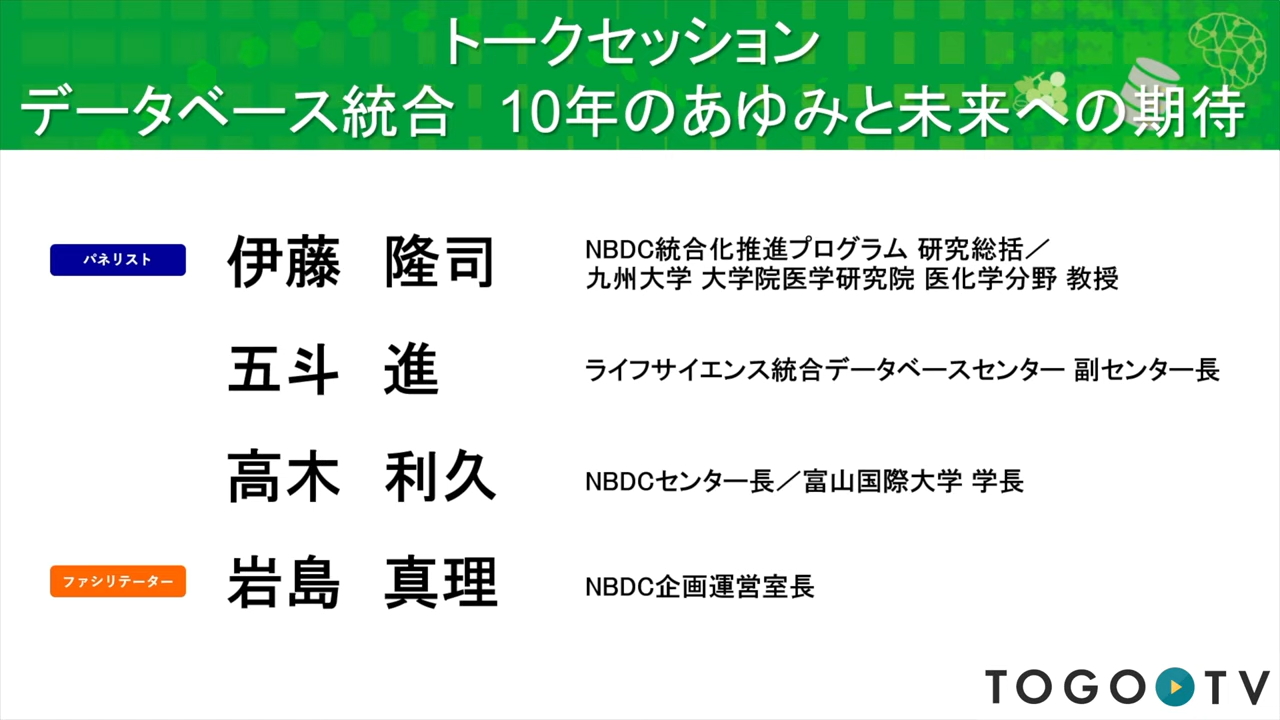 トークセッション
データベース統合　10年のあゆみと未来への期待
パネリスト
伊藤　隆司
NBDC統合化推進プログラム 研究総括／
九州大学 大学院医学研究院 医化学分野 教授
五斗　進
ライフサイエンス統合データベースセンター 副センター長
高木　利久
NBDCセンター長／富山国際大学 学長
ファシリテーター
岩島　真理
NBDC企画運営室長
TOGO TV